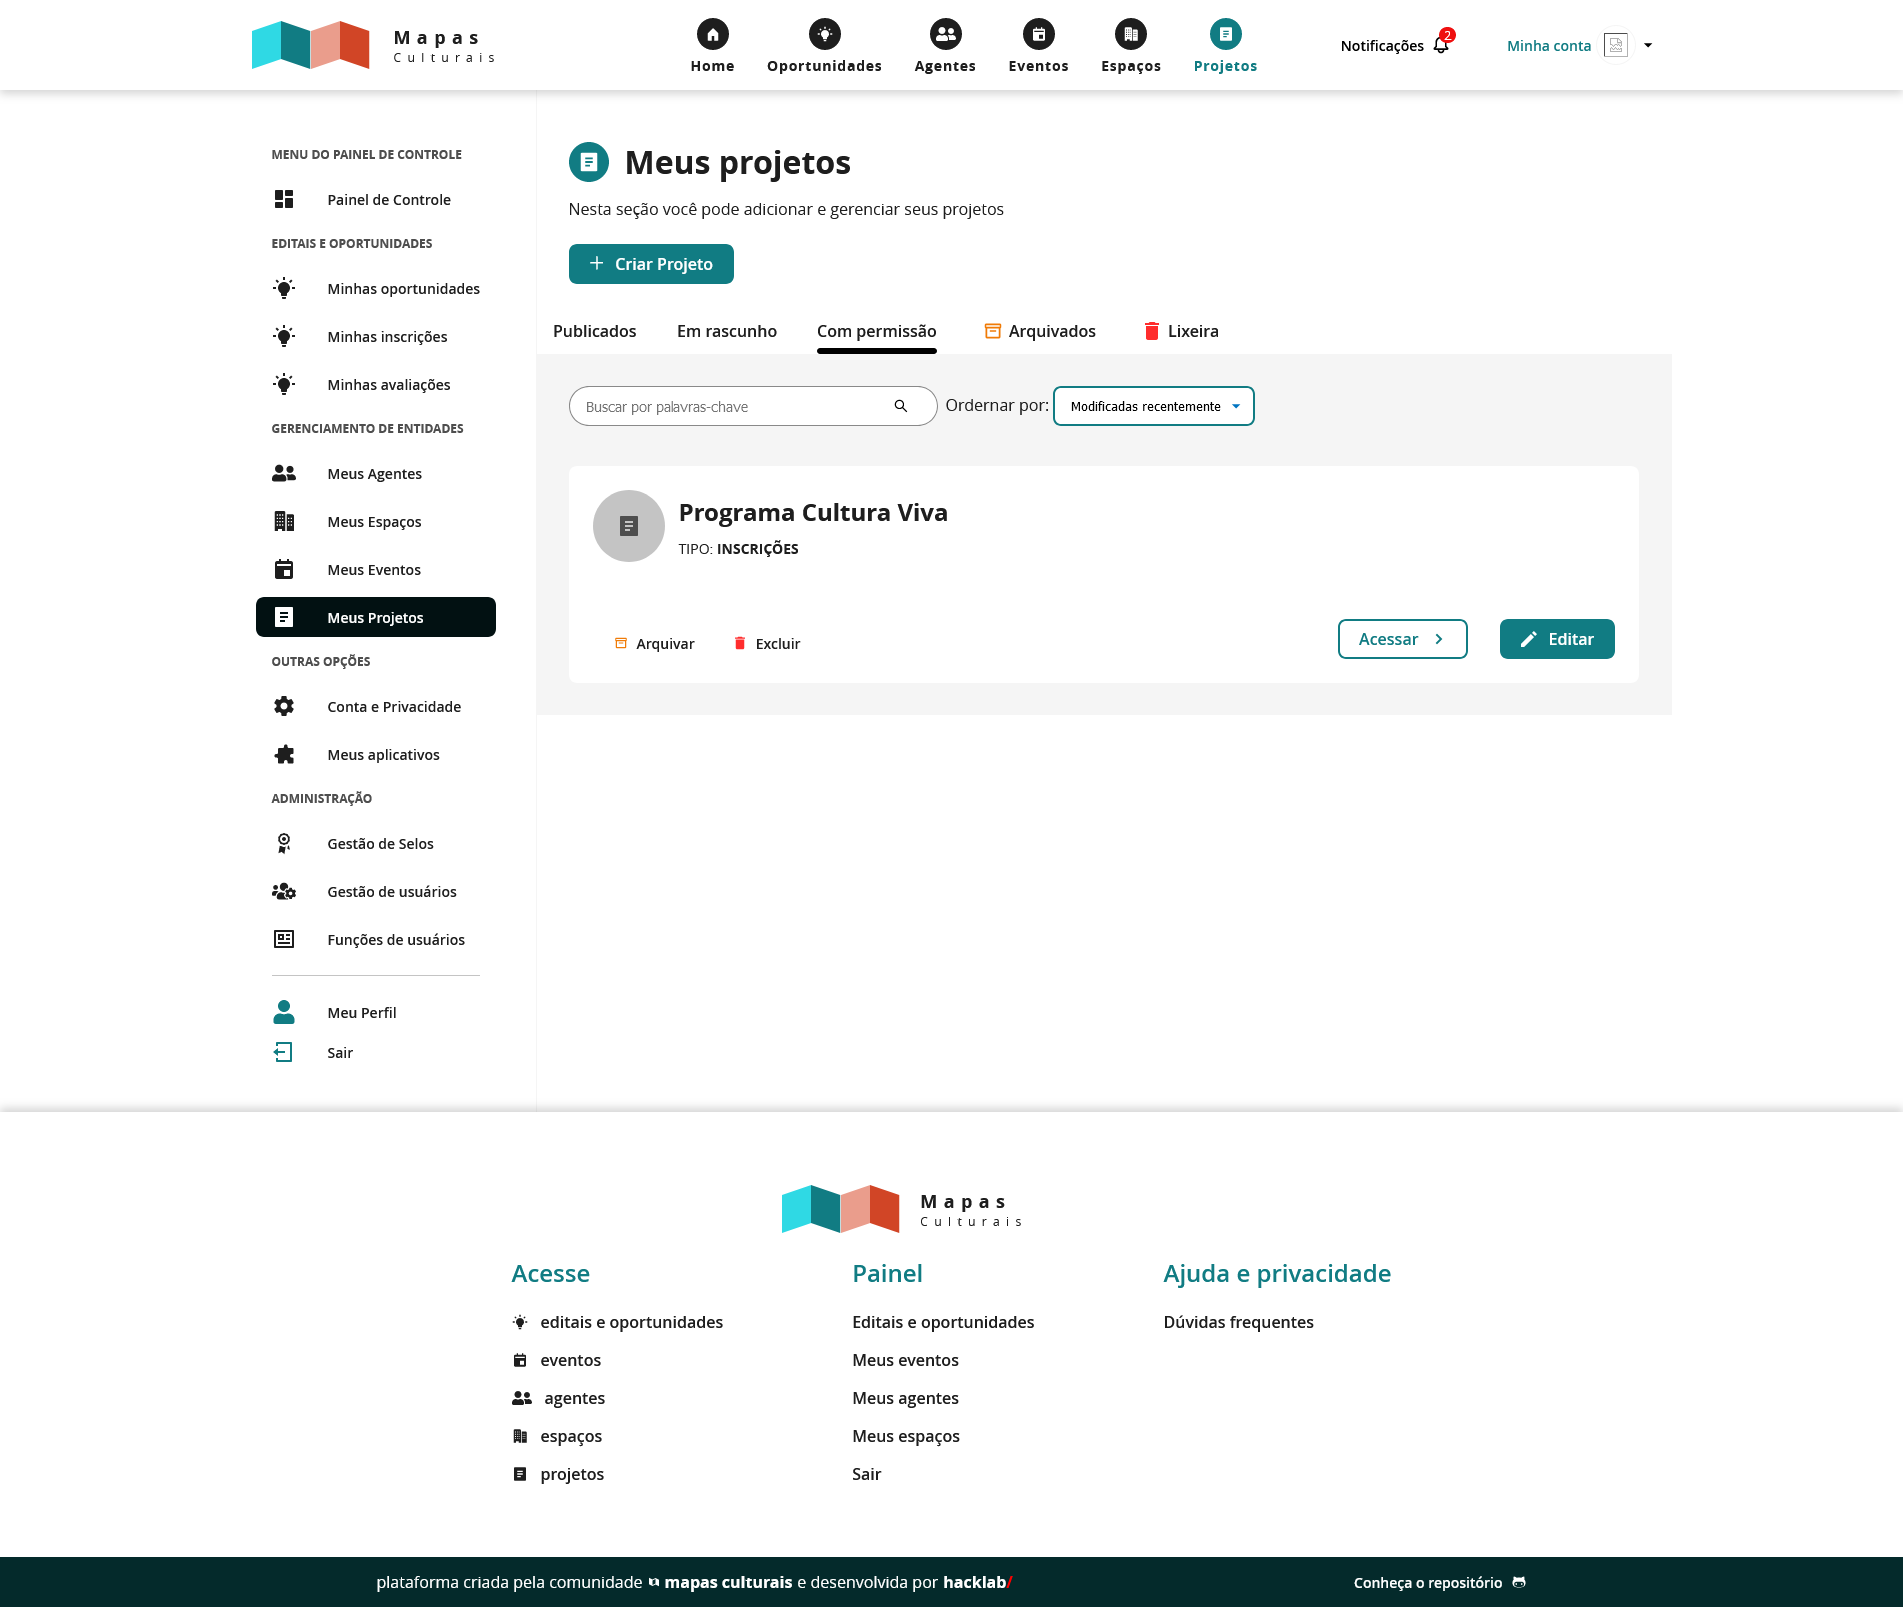 Mapas
Culturais
Home
Oportunidades
Agentes
Eventos
Espaços
Projetos
Notificações
2
Minha conta
MENU DO PAINEL DE CONTROLE
Painel de Controle
EDITAIS E OPORTUNIDADES
Minhas oportunidades
Minhas inscrições
Minhas avaliações
GERENCIAMENTO DE ENTIDADES
Meus Agentes
Meus Espaços
Meus Eventos
Meus Projetos
OUTRAS OPÇÕES
Conta e Privacidade
Meus aplicativos
ADMINISTRAÇÃO
Gestão de Selos
Gestão de usuários
Funções de usuários
Meu Perfil
Sair
Meus projetos
Nesta seção você pode adicionar e gerenciar seus projetos
Criar Projeto
Publicados
Em rascunho
Com permissão
Arquivados
Lixeira
Buscar por palavras-chave
Ordernar por:
Modificadas recentemente
Programa Cultura Viva
TIPO: INSCRIÇÕES
Arquivar
Excluir
Acessar
Editar
Mapas
Culturais
Acesse
editais e oportunidades
eventos
agentes
espaços
projetos
Painel
Editais e oportunidades
Meus eventos
Meus agentes
Meus espaços
Sair
Ajuda e privacidade
Dúvidas frequentes
plataforma criada pela comunidade mapas culturais e desenvolvida por hacklab/
Conheça o repositório